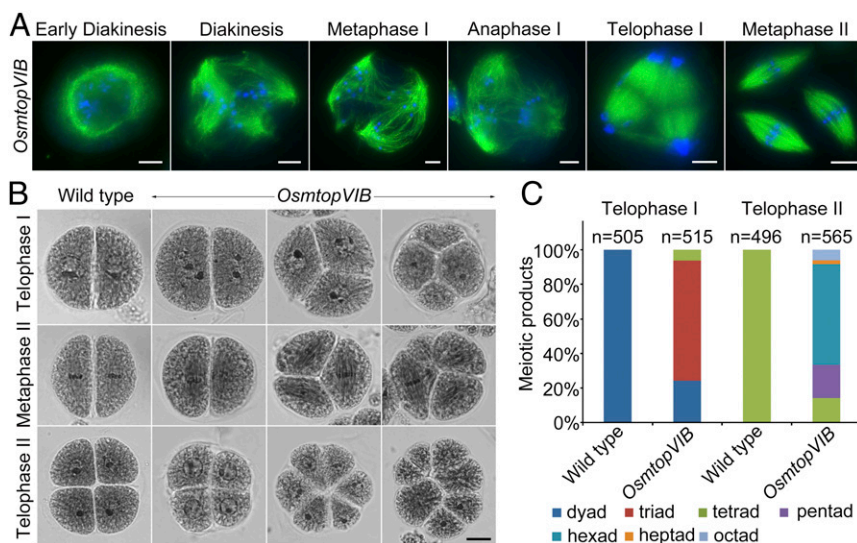 A
Early Diakinesis
Diakinesis
Metaphase I
Anaphase I
Telophase I
Metaphase II
OsmtopVIB
B
Wild type
OsmtopVIB
Telophase I
Metaphase II
Telophase II
C
Telophase I
Telophase II
n=505
n=515
n=496
n=565
Meiotic products
100%
80%
60%
40%
20%
0%
Wild type
OsmtopVIB
Wild type
OsmtopVIB
dyad
triad
tetrad
pentad
hexad
heptad
octad